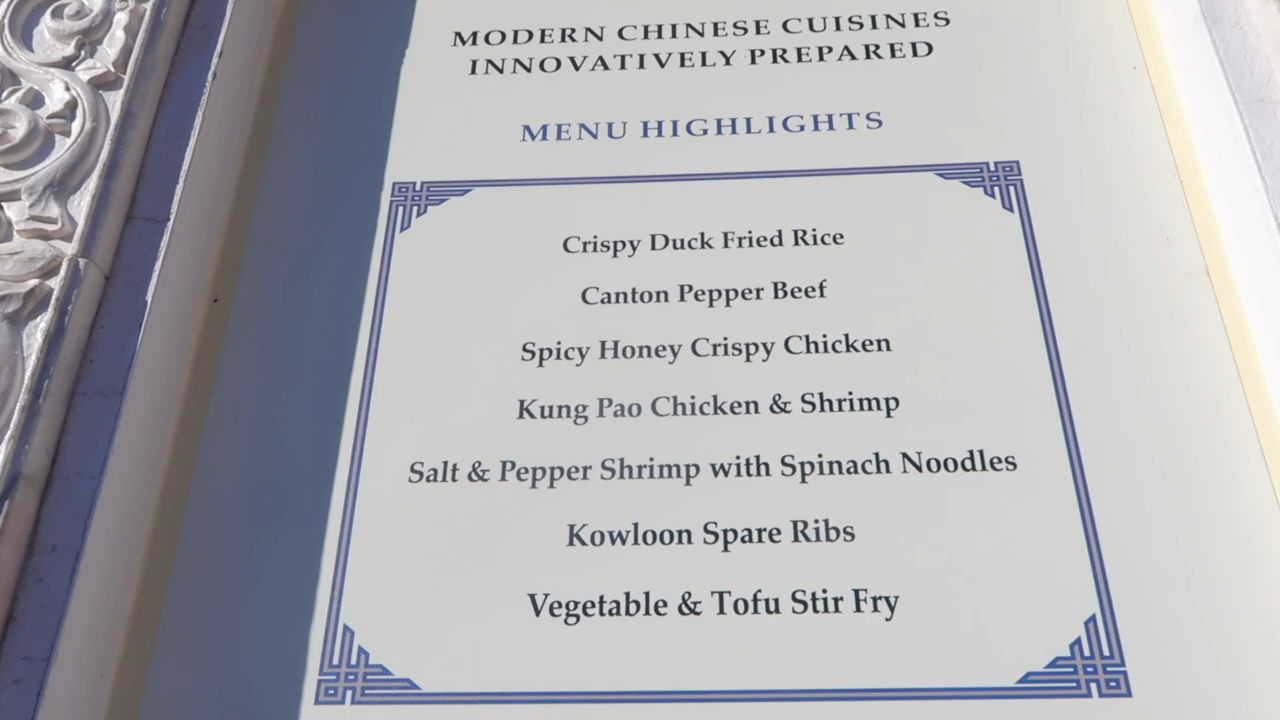 MODERN CHINESE CUISINES
INNOVATIVELY PREPARED
MENU HIGHLIGHTS
Crispy Duck Fried Rice
Canton Pepper Beef
Spicy Honey Crispy Chicken
Kung Pao Chicken & Shrimp
Salt & Pepper Shrimp with Spinach Noodles
Kowloon Spare Ribs
Vegetable & Tofu Stir Fry